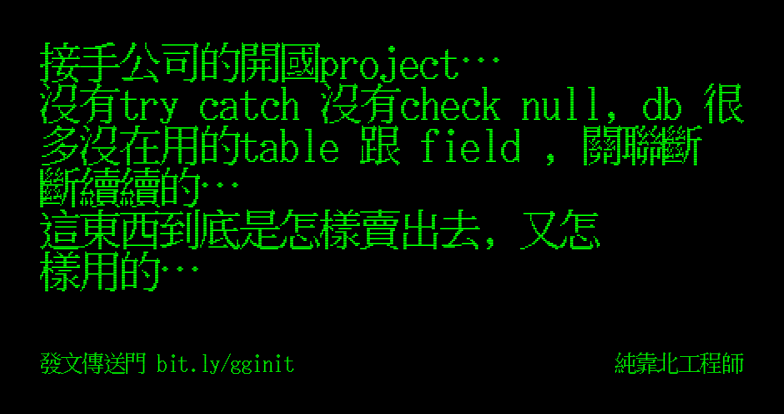 接手公司的開國project…
沒有try catch 沒有check null, db 很
多沒在用的table 跟 field , 關聯斷
斷續續的…
這東西到底是怎樣賣出去, 又怎
樣用的…
發文傳送門 bit.ly/gginit
純靠北工程師